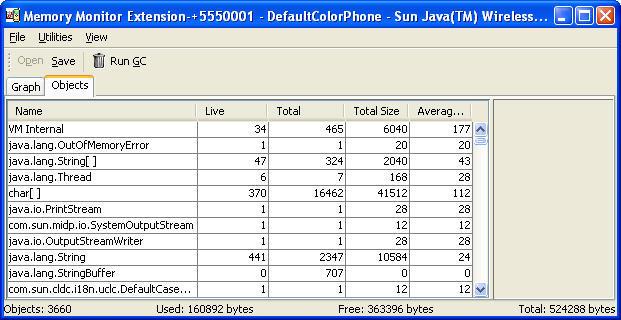 Memory Monitor Extension-+5550001 - DefaultColorPhone - Sun Java(TM) Wireless...
File Utilities View
Open Save Run GC
Graph Objects
Name Live Total Total Size Averag...
VM Internal 34 465 6040 177
java.lang.OutOfMemoryError 1 1 20 20
java.lang.String[ ] 47 324 2040 43
java.lang.Thread 6 7 168 28
char[ ] 370 16462 41512 112
java.io.PrintStream 1 1 28 28
com.sun.midp.io.SystemOutputStream 1 1 12 12
java.io.OutputStreamWriter 1 1 28 28
java.lang.String 441 2347 10584 24
java.lang.StringBuffer 0 707 0 0
com.sun.cldc.i18n.uclc.DefaultCase... 1 1 12 12
Objects: 3660 Used: 160892 bytes Free: 363396 bytes Total: 524288 bytes